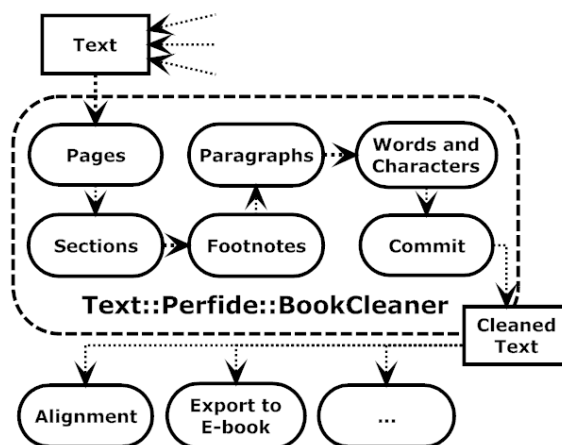 Text
Pages
Paragraphs
Words and
Characters
Sections
Footnotes
Commit
Text::Perfide::BookCleaner
Cleaned
Text
Alignment
Export to
E-book
...